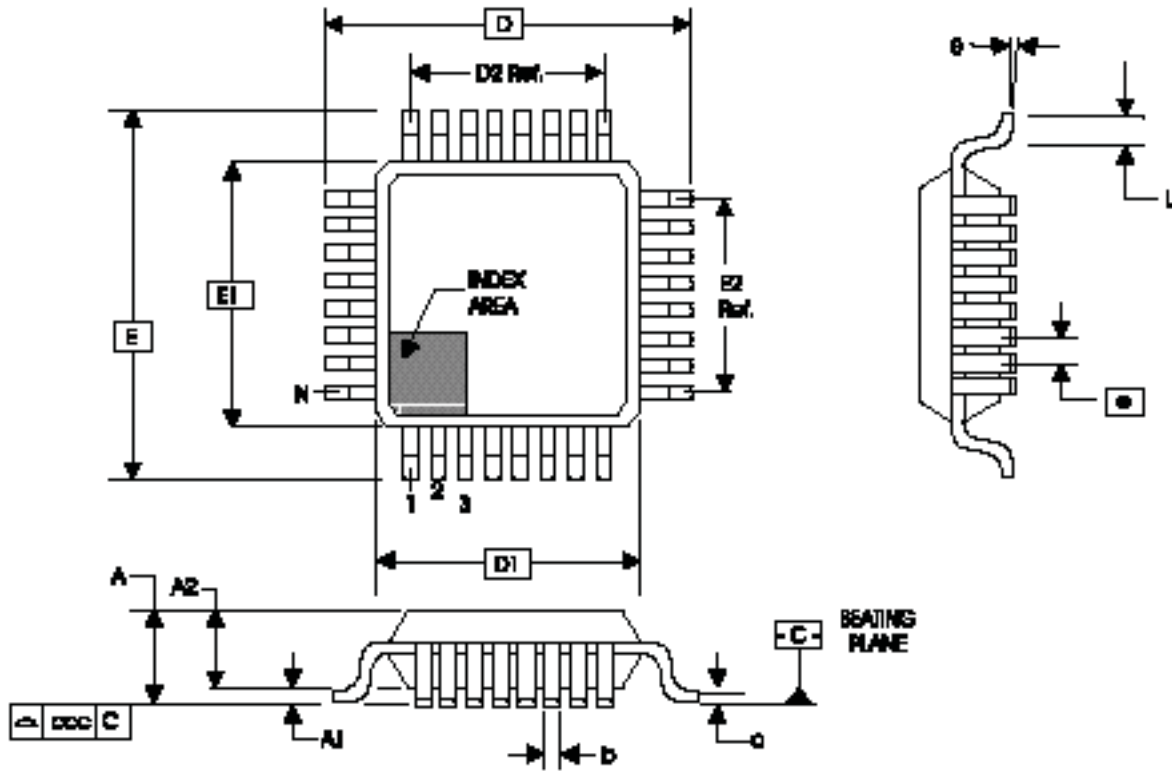 D
D2 Ref.
θ
L
INDEX
AREA
E1
E2
Ref.
E
N
e
1
2
3
D1
A
A2
-C-
SEATING
PLANE
ccc C
A1
b
c